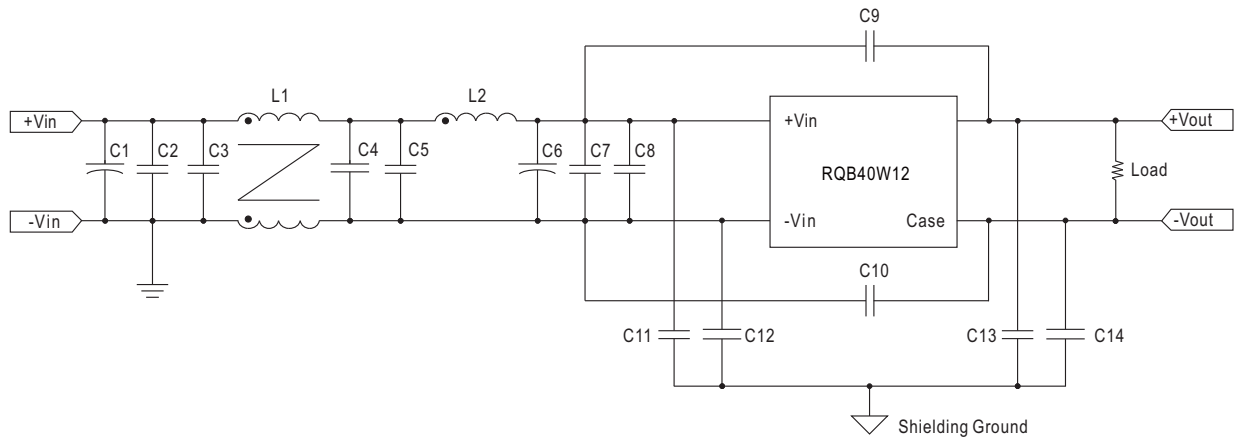 C9
L1
L2
+Vin
C1
C2
C3
C4
C5
C6
C7
C8
+Vin
RQB40W12
+Vout
Load
-Vin
-Vin
Case
-Vout
C10
C11
C12
C13
C14
Shielding Ground